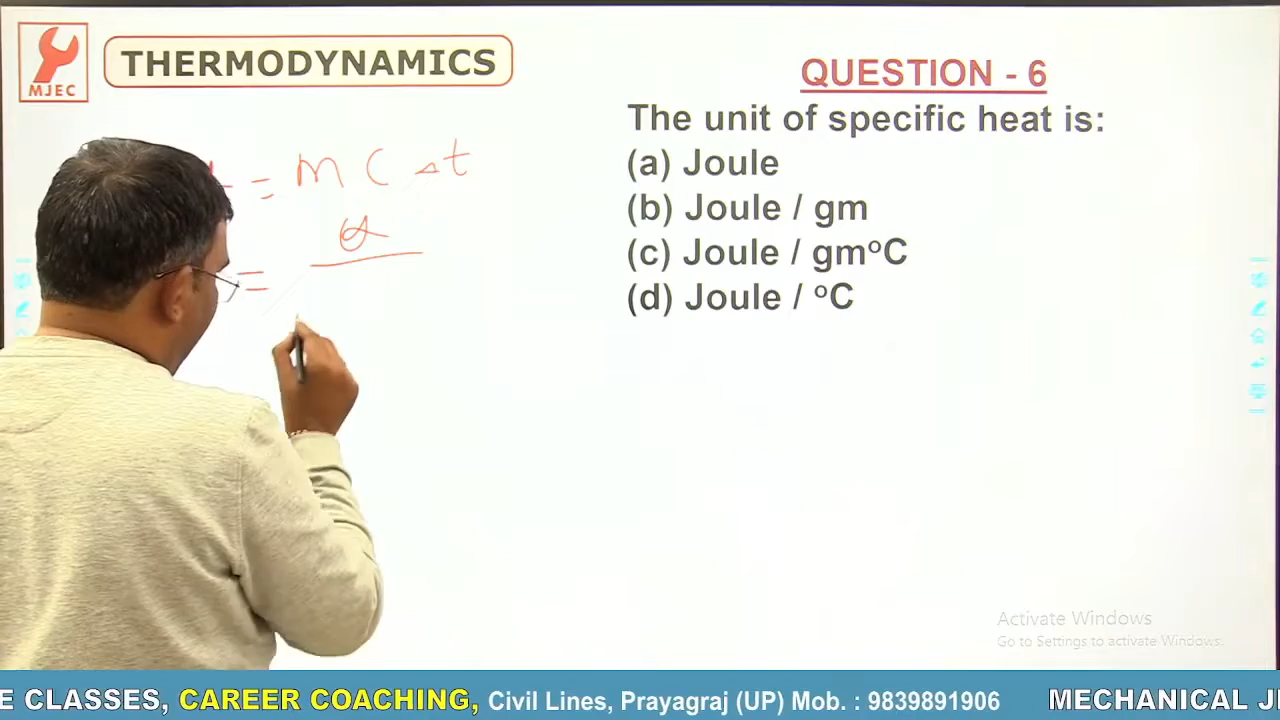 MJEC
THERMODYNAMICS
QUESTION - 6
The unit of specific heat is:
(a) Joule
(b) Joule / gm
(c) Joule / gm°C
(d) Joule / °C
= m C Δt
Q
=
Activate Windows
Go to Settings to activate Windows.
E CLASSES, CAREER COACHING, Civil Lines, Prayagraj (UP) Mob. : 9839891906 MECHANICAL J